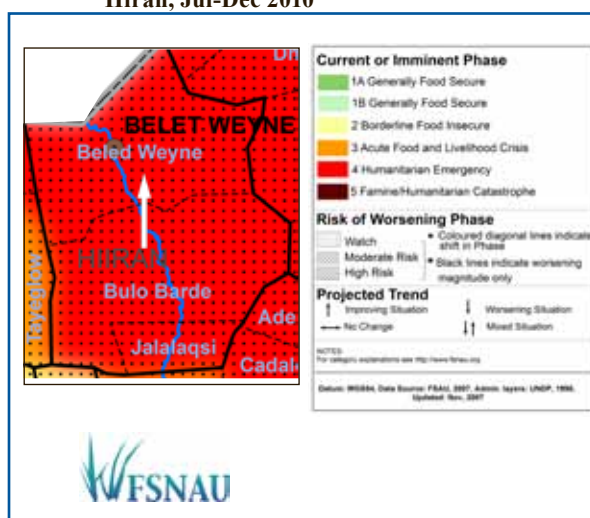 Hiran, Jul-Dec 2010
BELET WEYNE
Beled Weyne
HIIRAN
Tayeglow
Bulo Barde
Ade
Jalalaqsi
Cadal
Current or Imminent Phase
1A Generally Food Secure
1B Generally Food Secure
2 Borderline Food Insecure
3 Acute Food and Livelihood Crisis
4 Humanitarian Emergency
5 Famine/Humanitarian Catastrophe
Risk of Worsening Phase
Watch
Moderate Risk
High Risk
• Coloured diagonal lines indicate
shift in Phase
• Black lines indicate worsening
magnitude only
Projected Trend
Improving Situation
Worsening Situation
No Change
Mixed Situation
NOTES:
For category explanations see http://www.fsnau.org
Datum: WGS84, Data Source: FSAU, 2007, Admin. layers: UNDP, 1998.
Updated: Nov, 2007
FSNAU